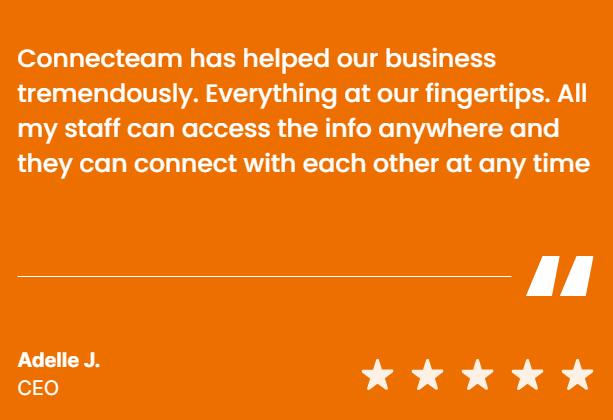 Connecteam has helped our business
tremendously. Everything at our fingertips. All
my staff can access the info anywhere and
they can connect with each other at any time
Adelle J.
CEO